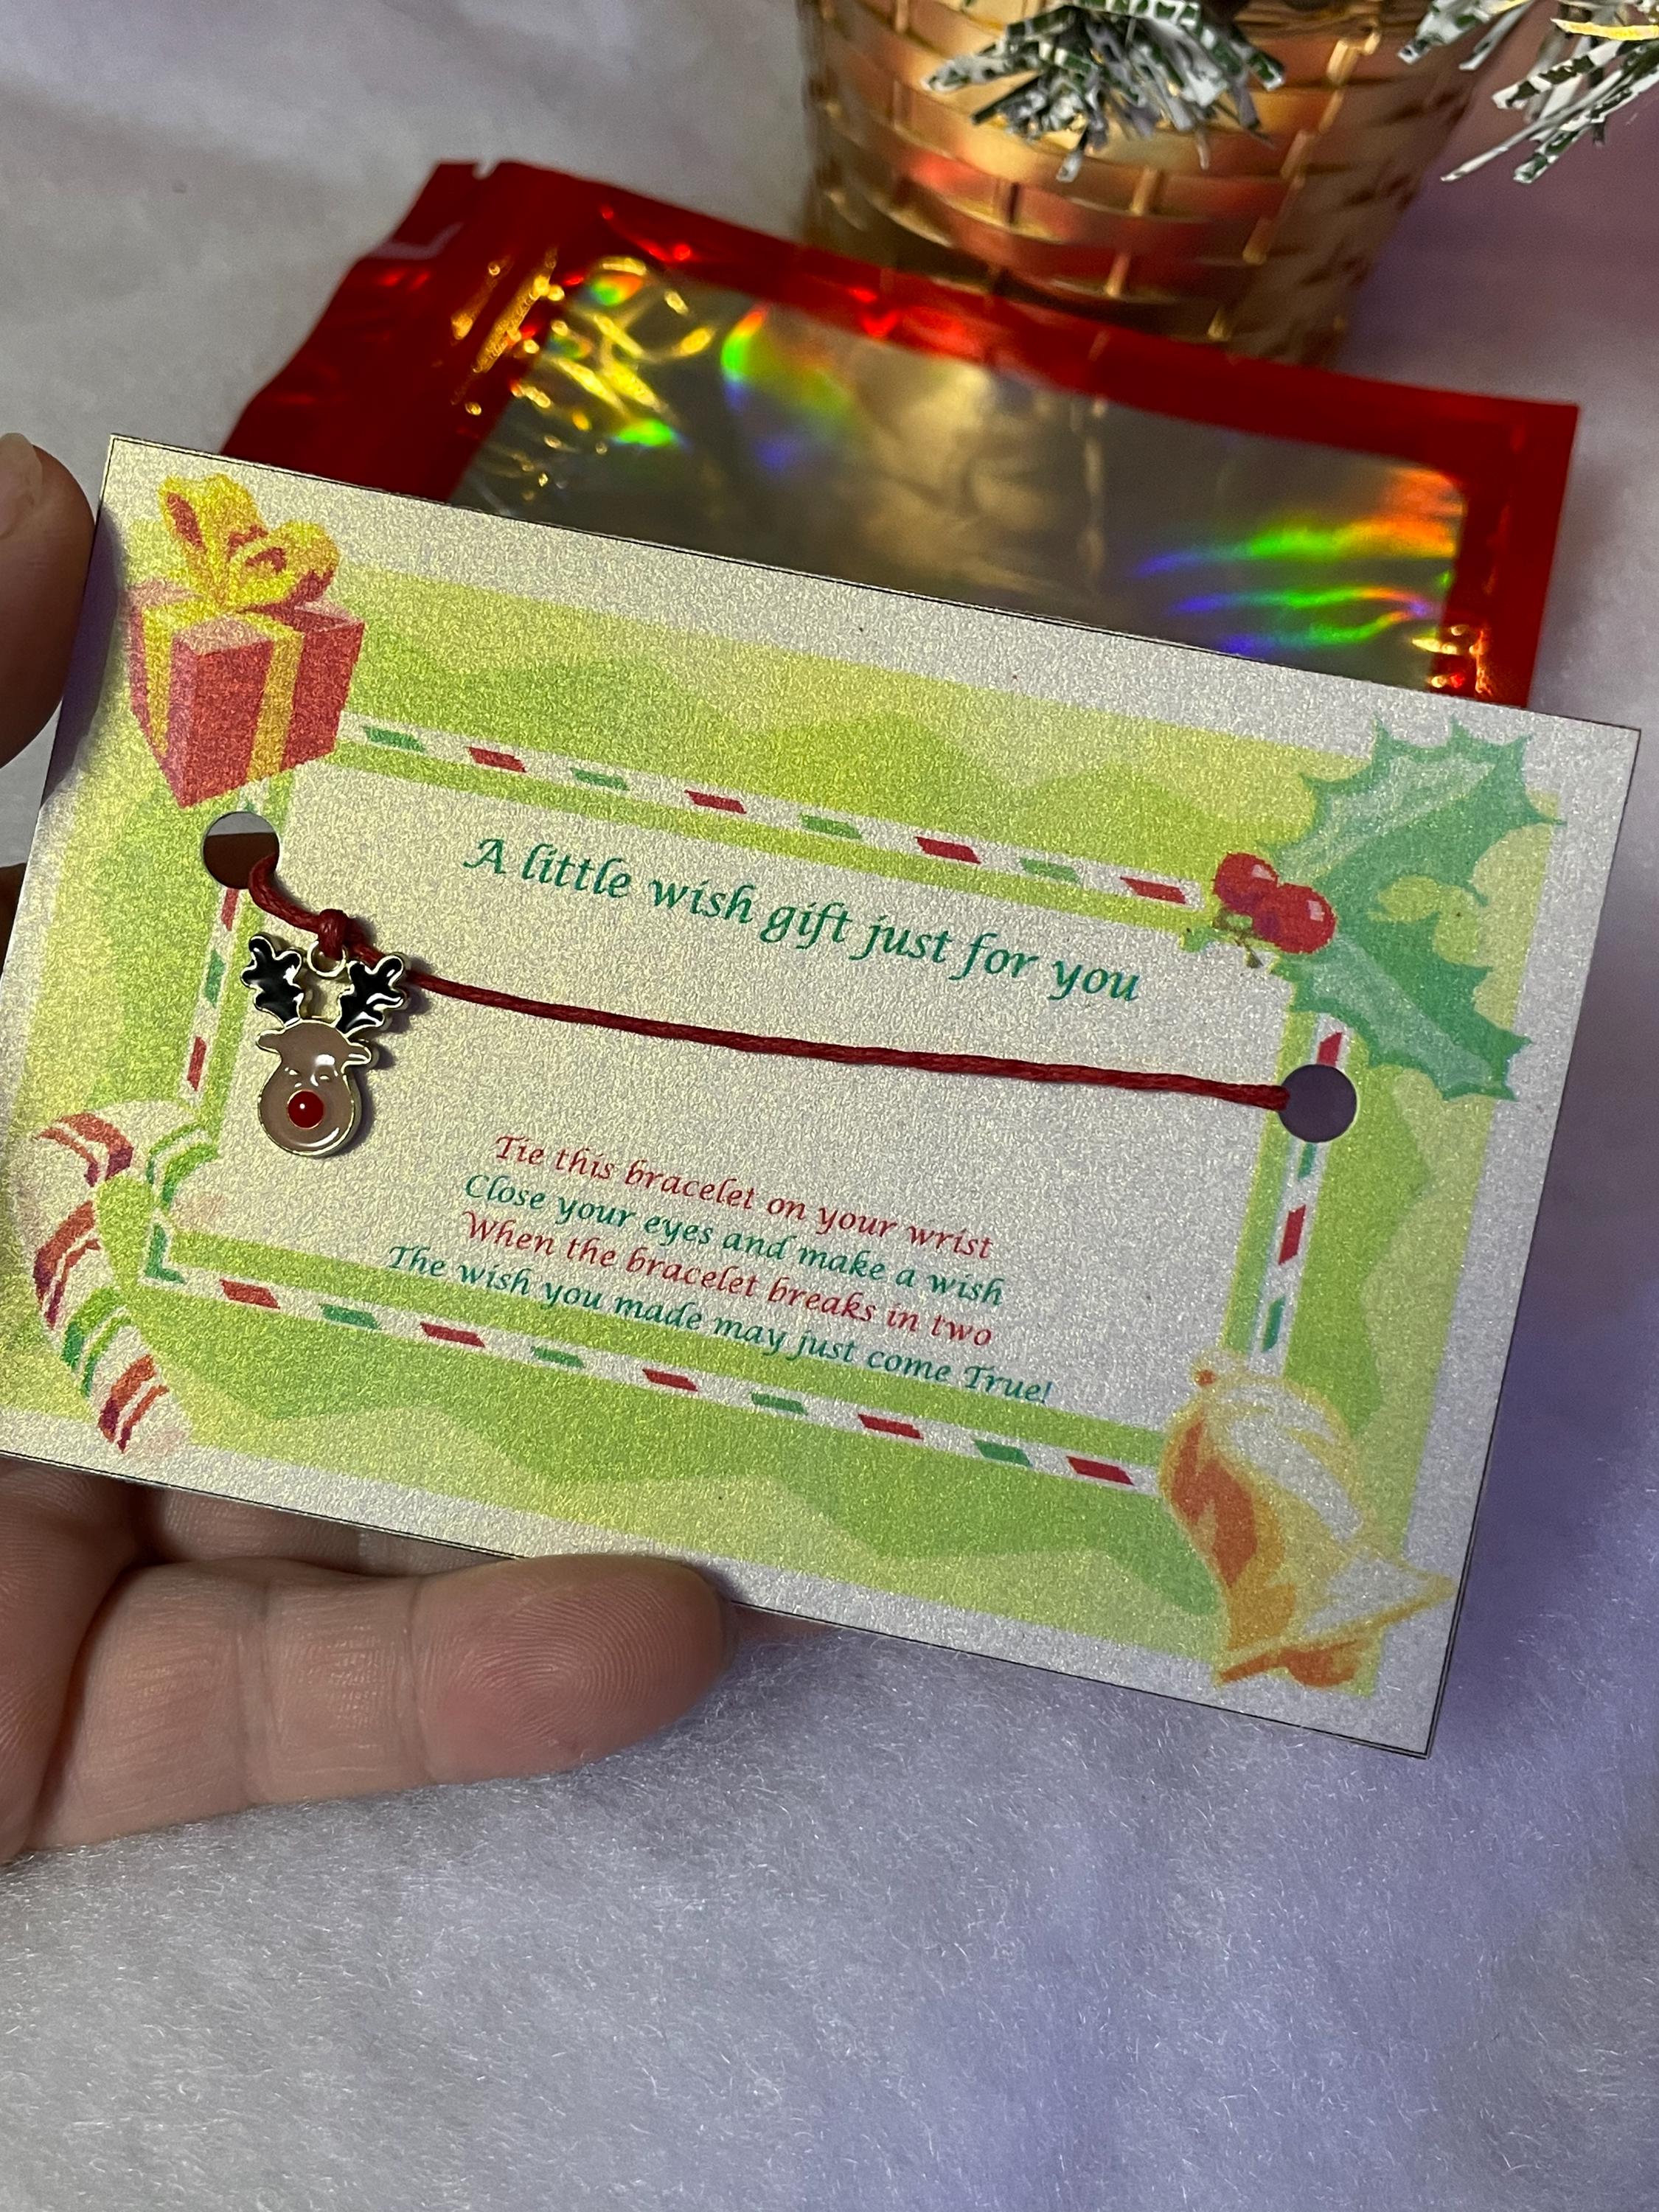 A little wish gift just for you
Tie this bracelet on your wrist
Close your eyes and make a wish
When the bracelet breaks in two
The wish you made may just come True!